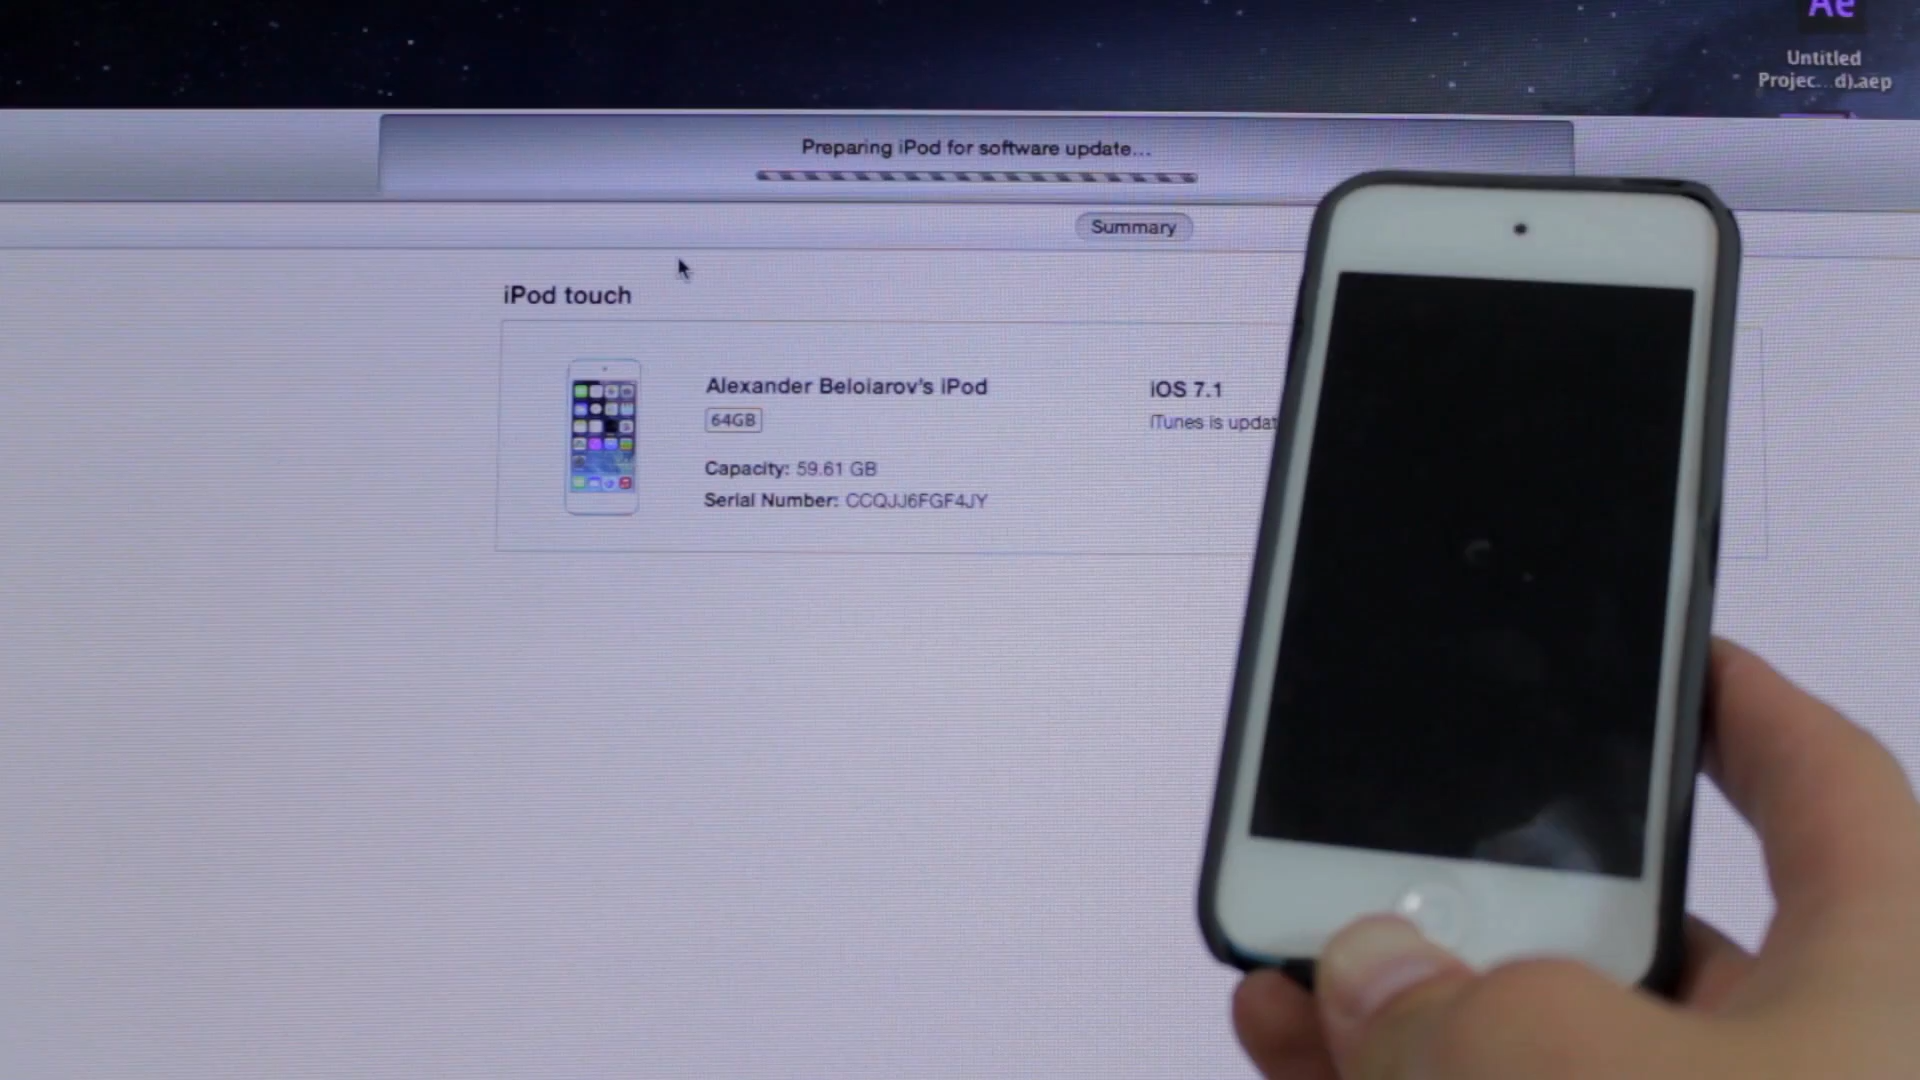 Ae
Untitled
Projec...d).aep
Preparing iPod for software update...
Summary
iPod touch
Alexander Beloiarov's iPod
64GB
Capacity: 59.61 GB
Serial Number: CCQJJ6FGF4JY
iOS 7.1
iTunes is updat